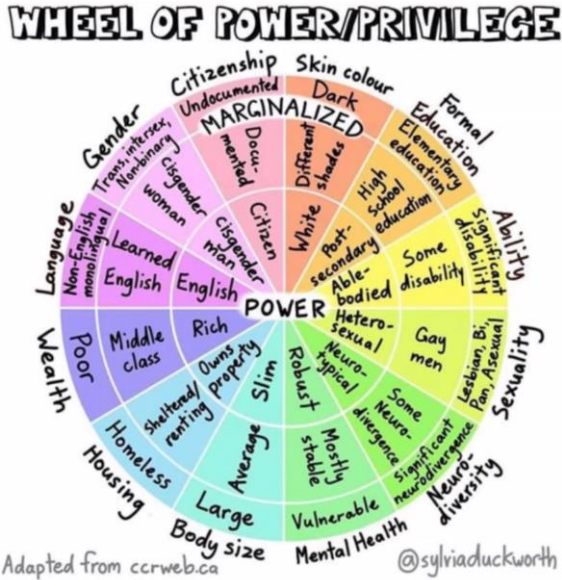 WHEEL OF POWER/PRIVILEGE
Citizenship
Undocumented
Docu-
mented
Citizen
Skin colour
Dark
Different
shades
White
Formal
Education
Elementary
education
High
school
education
Post-
secondary
Ability
Significant
disability
Some
disability
Able-
bodied
Sexuality
Lesbian, Bi,
Pan, Asexual
Gay
men
Hetero-
sexual
Neuro-
diversity
Significant
neurodivergence
Some
Neuro-
divergence
Neuro-
typical
Mental Health
Vulnerable
Mostly
stable
Robust
Body size
Large
Average
Slim
Housing
Homeless
Sheltered/
renting
Owns
property
Wealth
Poor
Middle
class
Rich
Language
Non-English
monolingual
Learned
English
English
Gender
Trans, intersex,
Nonbinary
Cisgender
woman
Cisgender
man
MARGINALIZED
POWER
Adapted from ccrweb.ca
@sylviaduckworth